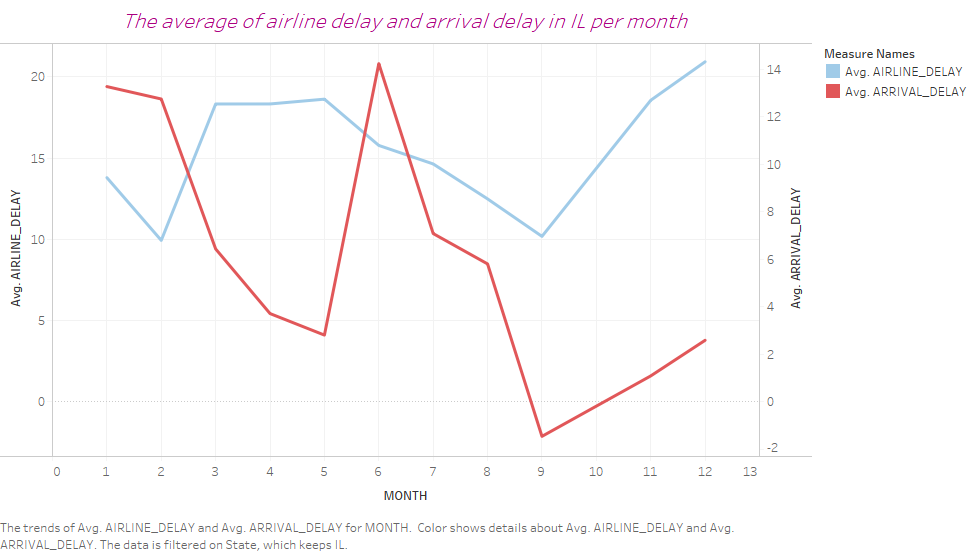 The average of airline delay and arrival delay in IL per month
Measure Names
Avg. AIRLINE_DELAY
Avg. ARRIVAL_DELAY
Avg. AIRLINE_DELAY
20
15
10
5
0
Avg. ARRIVAL_DELAY
14
12
10
8
6
4
2
0
-2
0 1 2 3 4 5 6 7 8 9 10 11 12 13
MONTH
The trends of Avg. AIRLINE_DELAY and Avg. ARRIVAL_DELAY for MONTH.  Color shows details about Avg. AIRLINE_DELAY and Avg.
ARRIVAL_DELAY. The data is filtered on State, which keeps IL.